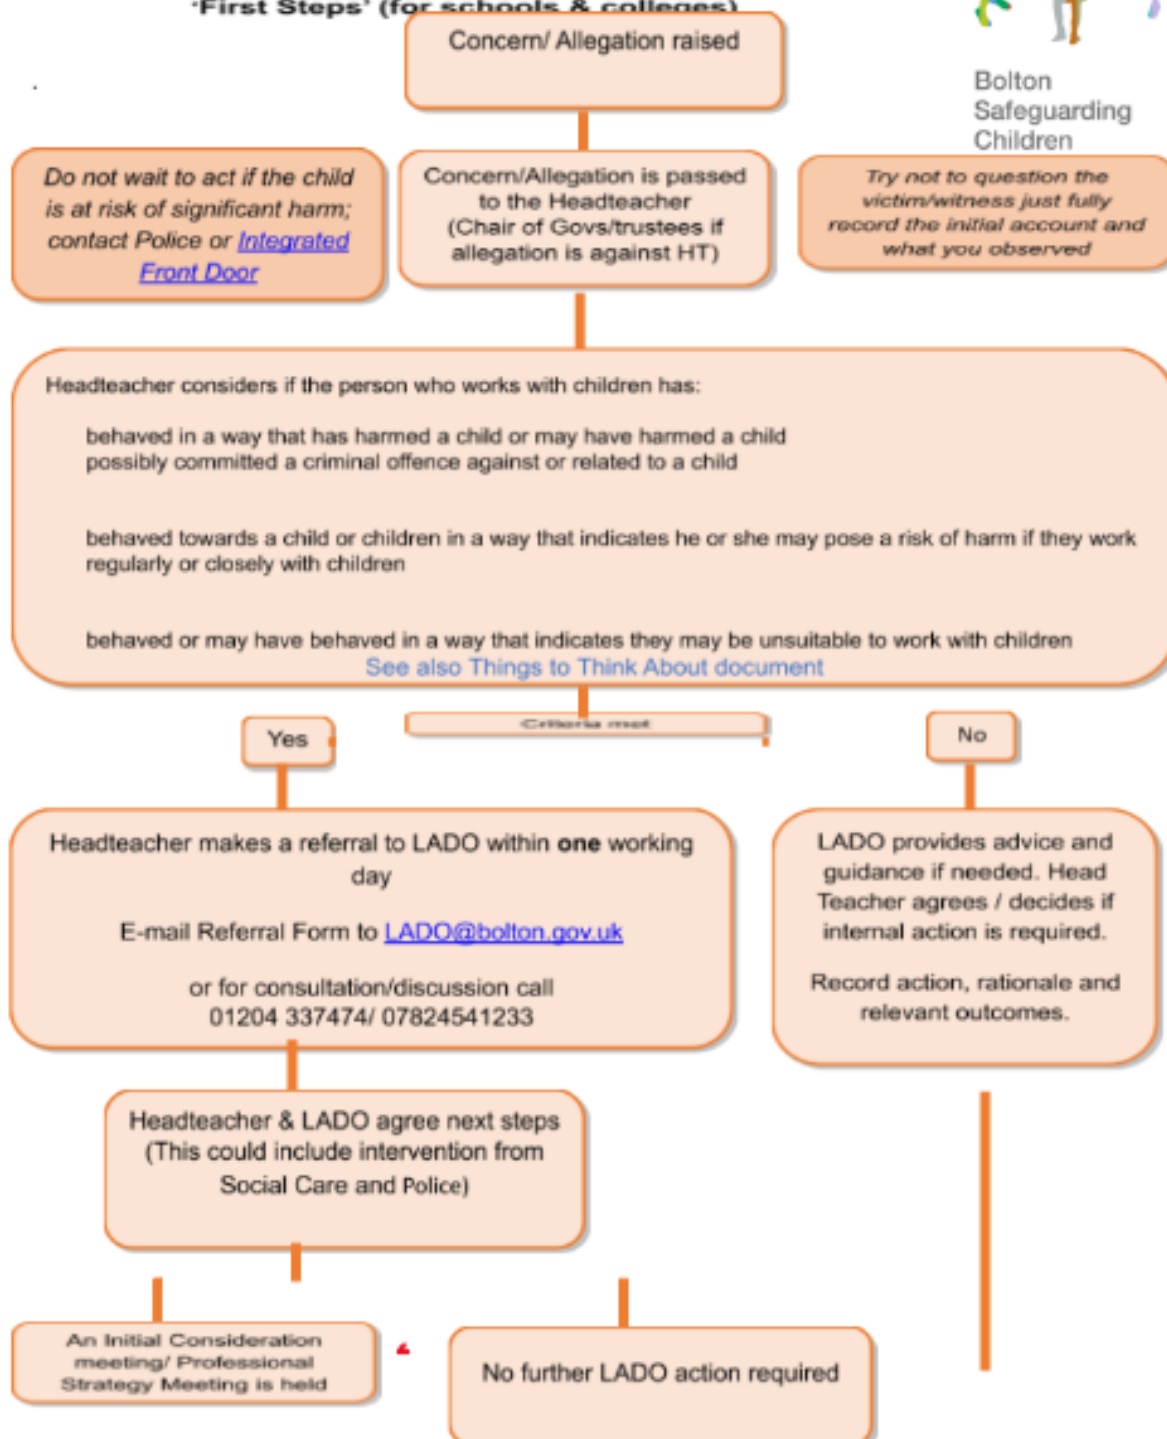 'First Steps' (for schools & colleges)
Concern/ Allegation raised
.
Bolton
Safeguarding
Children
Do not wait to act if the child
is at risk of significant harm;
contact Police or Integrated
Front Door
Concern/Allegation is passed
to the Headteacher
(Chair of Govs/trustees if
allegation is against HT)
Try not to question the
victim/witness just fully
record the initial account and
what you observed
Headteacher considers if the person who works with children has:
behaved in a way that has harmed a child or may have harmed a child
possibly committed a criminal offence against or related to a child
behaved towards a child or children in a way that indicates he or she may pose a risk of harm if they work
regularly or closely with children
behaved or may have behaved in a way that indicates they may be unsuitable to work with children
See also Things to Think About document
Yes
Criteria met
No
Headteacher makes a referral to LADO within one working
day
E-mail Referral Form to LADO@bolton.gov.uk
or for consultation/discussion call
01204 337474/ 07824541233
LADO provides advice and
guidance if needed. Head
Teacher agrees / decides if
internal action is required.
Record action, rationale and
relevant outcomes.
Headteacher & LADO agree next steps
(This could include intervention from
Social Care and Police)
An Initial Consideration
meeting/ Professional
Strategy Meeting is held
No further LADO action required